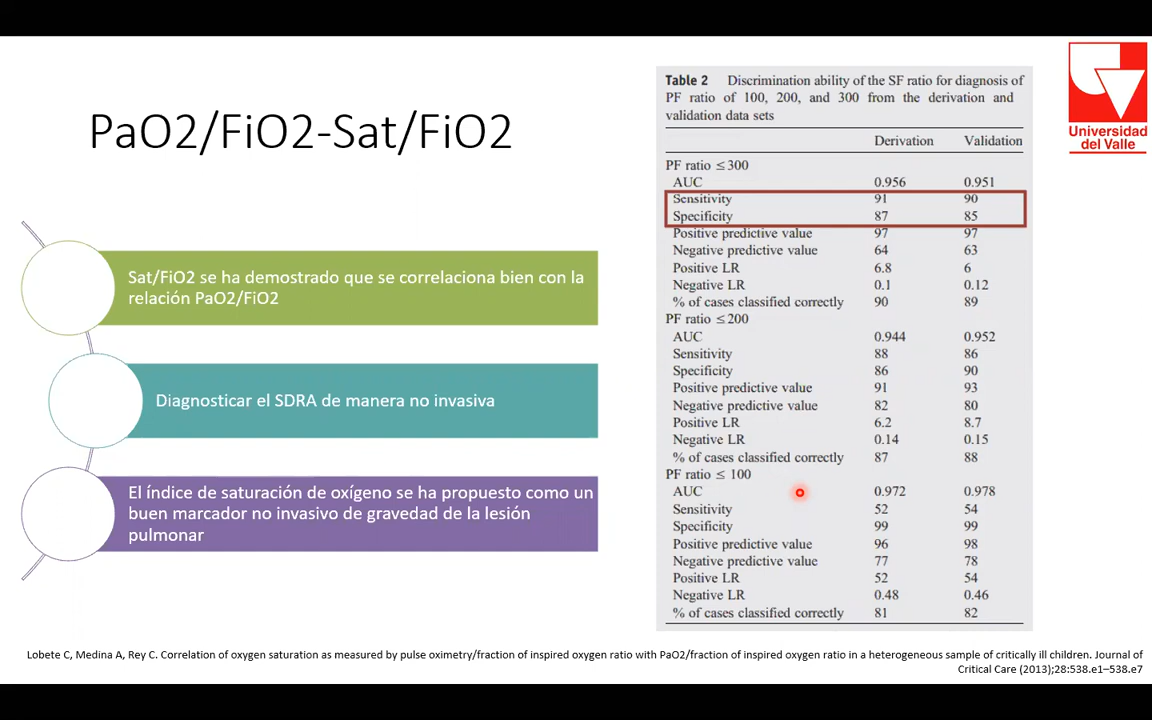 PaO2/FiO2-Sat/FiO2
Sat/FiO2 se ha demostrado que se correlaciona bien con la
relación PaO2/FiO2
Diagnosticar el SDRA de manera no invasiva
El índice de saturación de oxígeno se ha propuesto como un
buen marcador no invasivo de gravedad de la lesión
pulmonar
Table 2 Discrimination ability of the SF ratio for diagnosis of
PF ratio of 100, 200, and 300 from the derivation and
validation data sets
Derivation Validation
PF ratio ≤300
AUC 0.956 0.951
Sensitivity 91 90
Specificity 87 85
Positive predictive value 97 97
Negative predictive value 64 63
Positive LR 6.8 6
Negative LR 0.1 0.12
% of cases classified correctly 90 89
PF ratio ≤200
AUC 0.944 0.952
Sensitivity 88 86
Specificity 86 90
Positive predictive value 91 93
Negative predictive value 82 80
Positive LR 6.2 8.7
Negative LR 0.14 0.15
% of cases classified correctly 87 88
PF ratio ≤ 100
AUC 0.972 0.978
Sensitivity 52 54
Specificity 99 99
Positive predictive value 96 98
Negative predictive value 77 78
Positive LR 52 54
Negative LR 0.48 0.46
% of cases classified correctly 81 82
Universidad
del Valle
Lobete C, Medina A, Rey C. Correlation of oxygen saturation as measured by pulse oximetry/fraction of inspired oxygen ratio with PaO2/fraction of inspired oxygen ratio in a heterogeneous sample of critically ill children. Journal of
Critical Care (2013);28:538.e1–538.e7